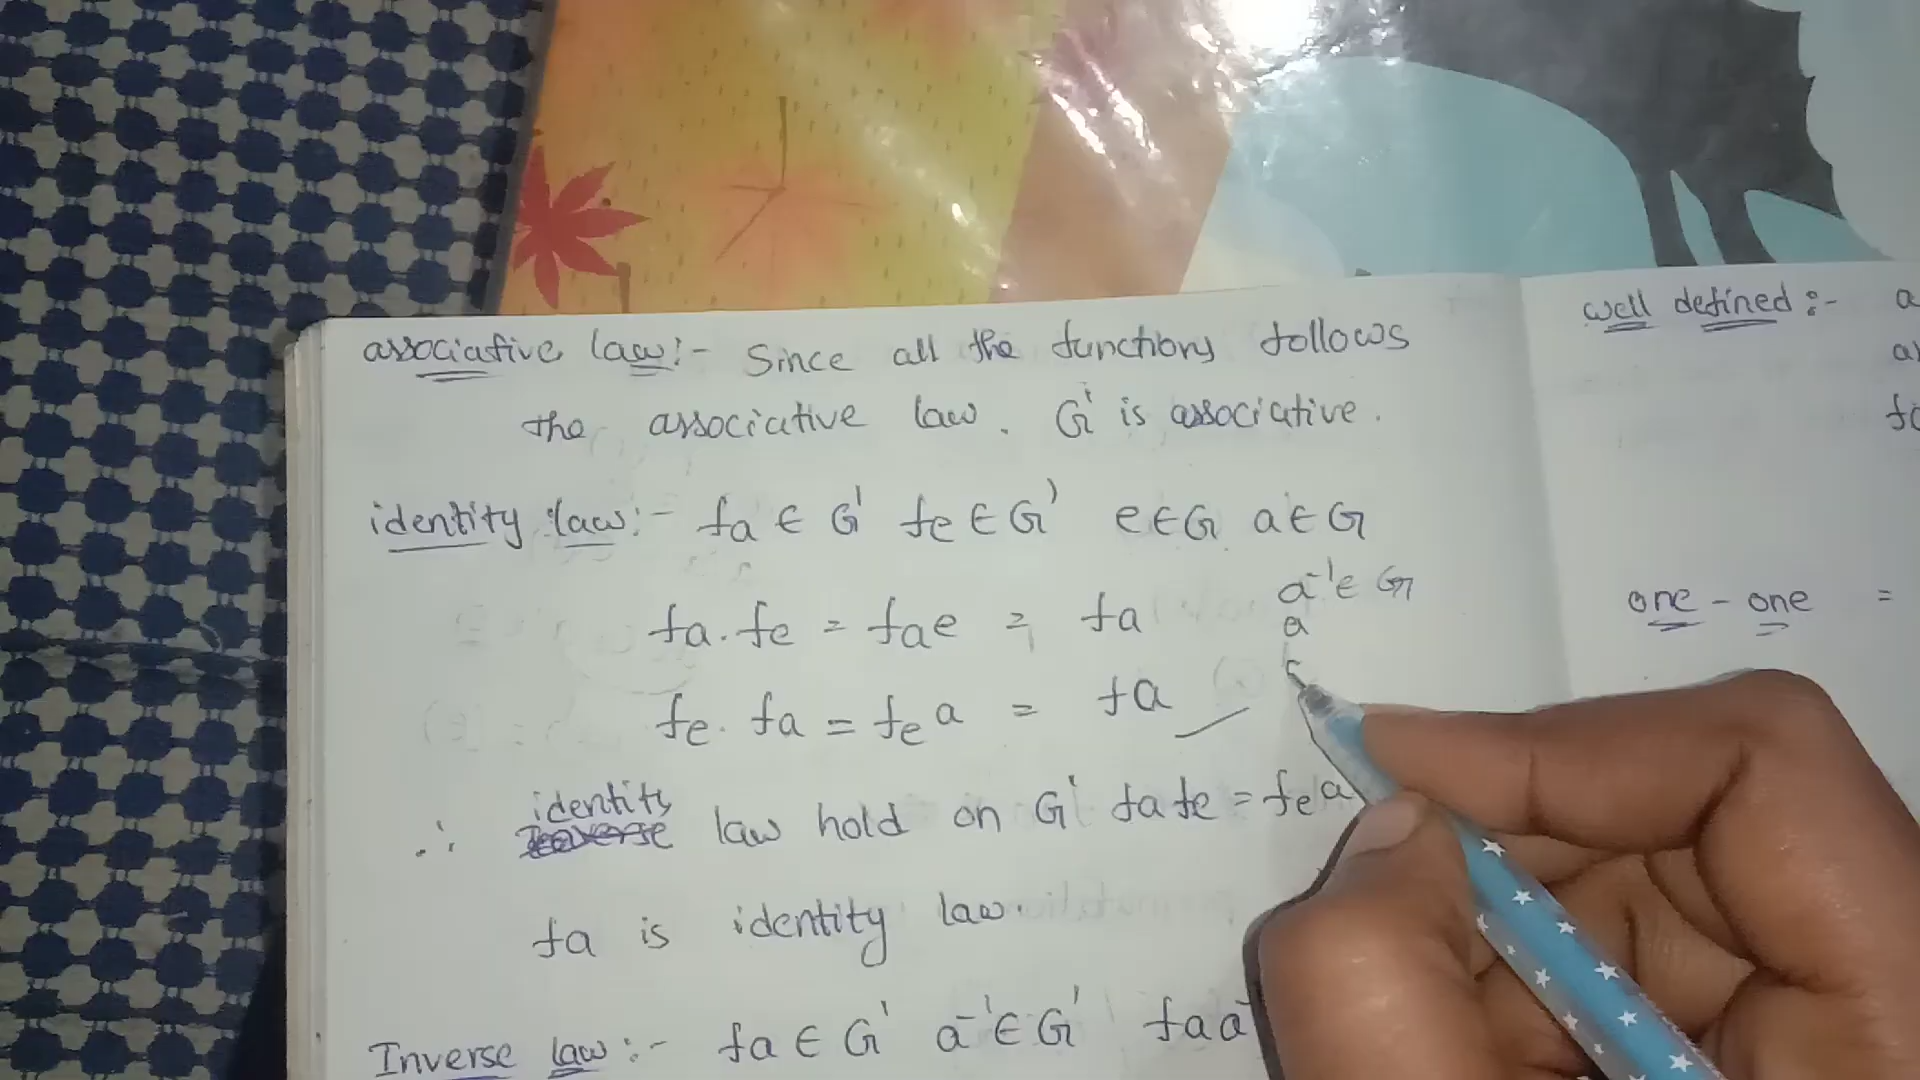 associative law:- Since all the functions follows
the associative law. G' is associative.
identity law:- fa ∈ G' fe ∈ G' e∈G a∈G
a⁻¹∈ G
fa.fe = fae = fa
a
fe. fa = fea = fa
∴ identity law hold on G' fafe = fea
fa is identity law.
Inverse law:- fa ∈ G' a⁻¹∈ G' faa⁻
well defined:- a
one - one =